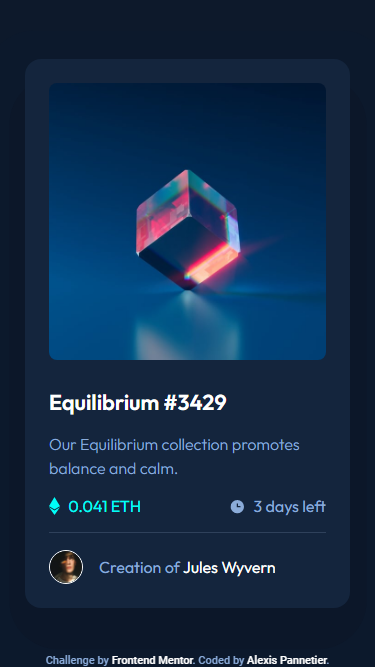 Equilibrium #3429
Our Equilibrium collection promotes
balance and calm.
0.041 ETH
3 days left
Creation of Jules Wyvern
Challenge by Frontend Mentor. Coded by Alexis Pannetier.